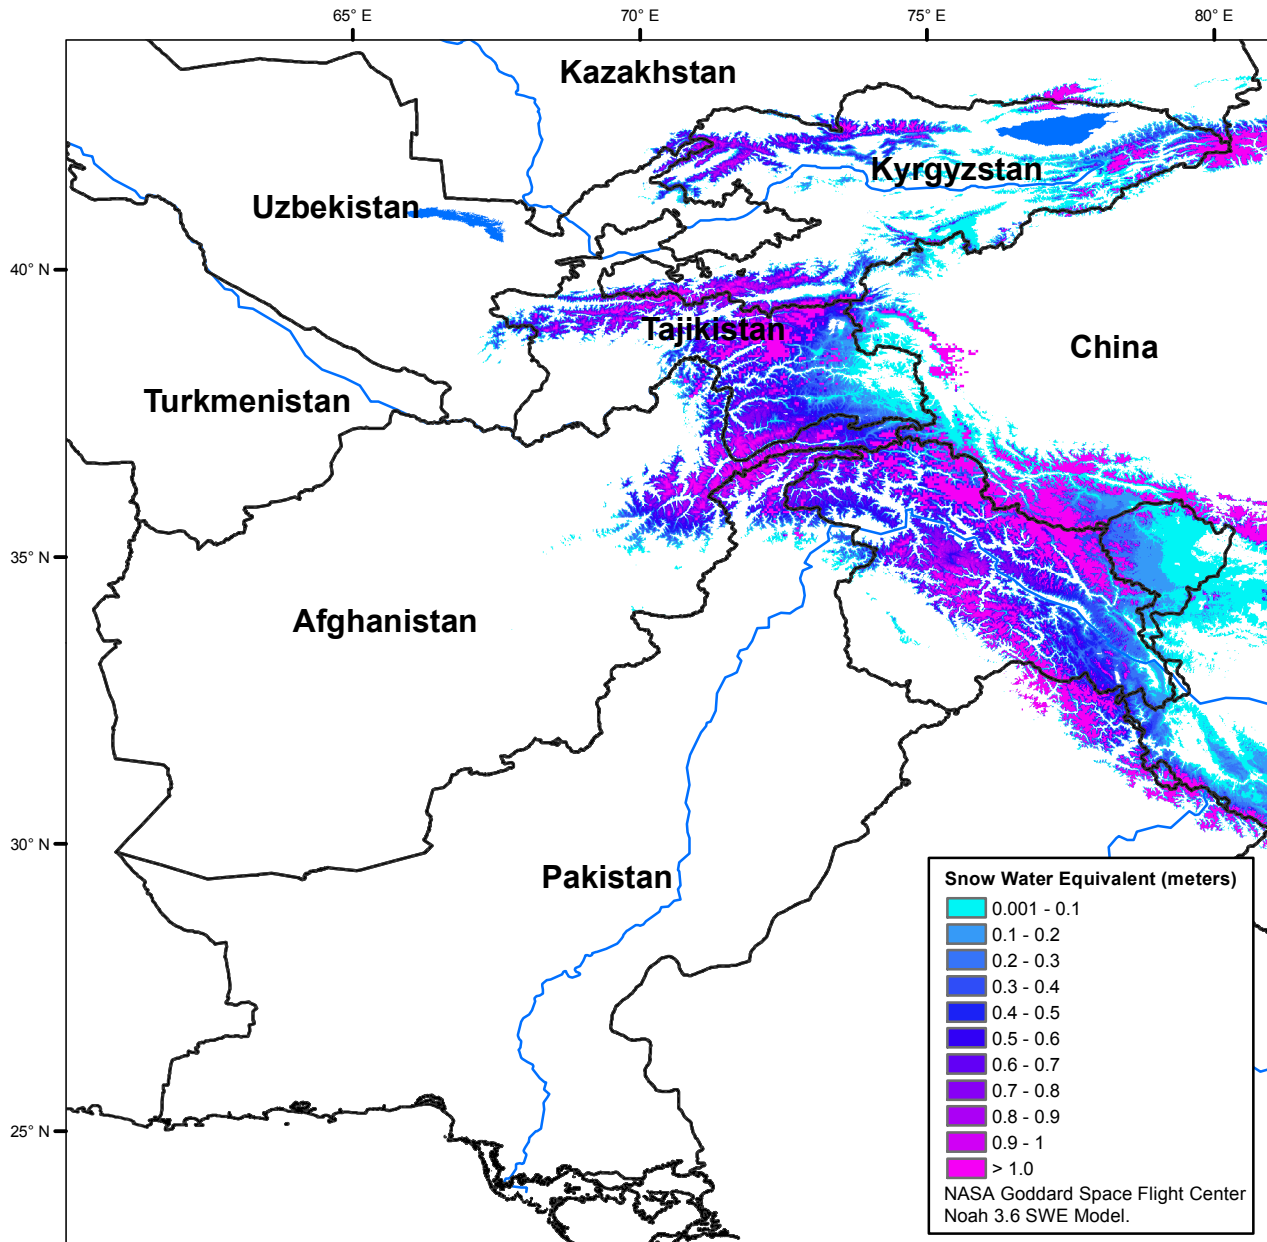 65° E
70° E
75° E
80° E
Kazakhstan
Kyrgyzstan
Uzbekistan
40° N
Tajikistan
China
Turkmenistan
35° N
Afghanistan
30° N
Pakistan
25° N
Snow Water Equivalent (meters)
0.001 - 0.1
0.1 - 0.2
0.2 - 0.3
0.3 - 0.4
0.4 - 0.5
0.5 - 0.6
0.6 - 0.7
0.7 - 0.8
0.8 - 0.9
0.9 - 1
> 1.0
NASA Goddard Space Flight Center
Noah 3.6 SWE Model.